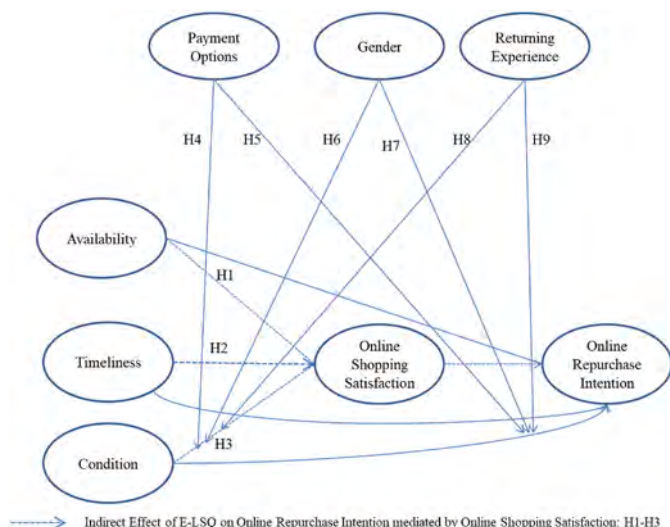 Payment
Options
Gender
Returning
Experience
H4
H5
H6
H7
H8
H9
Availability
H1
Timeliness
H2
Online
Shopping
Satisfaction
Online
Repurchase
Intention
H3
Condition
Indirect Effect of E-LSQ on Online Repurchase Intention mediated by Online Shopping Satisfaction: H1-H3